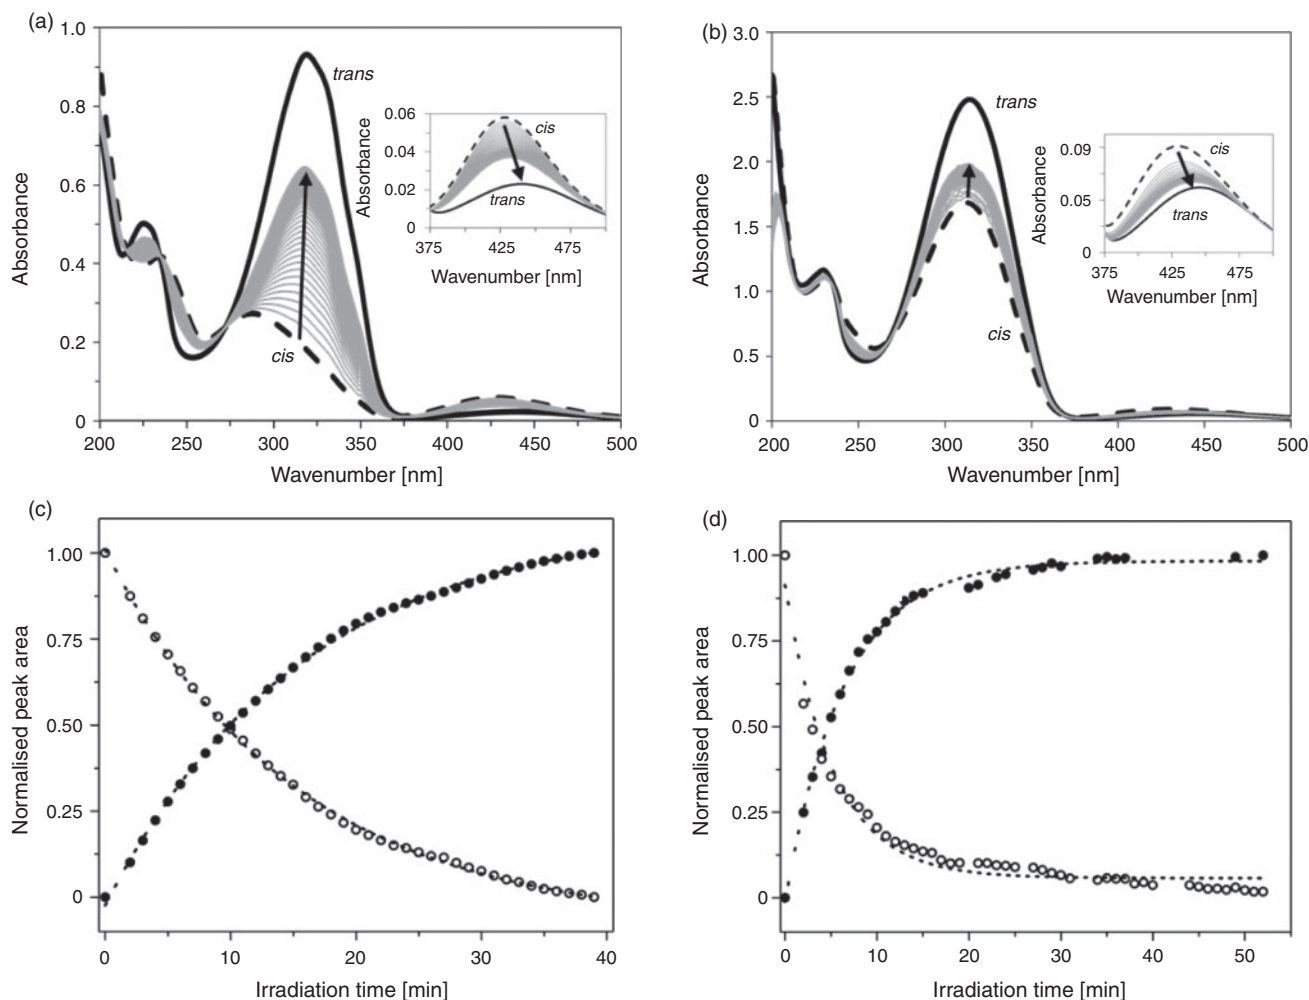 (a)
1.0
0.8
0.6
0.4
0.2
0
Absorbance
trans
cis
200 250 300 350 400 450 500
Wavenumber [nm]
0.06
0.04
0.02
0
Absorbance
cis
trans
375 425 475
Wavenumber [nm]
(b)
3.0
2.5
2.0
1.5
1.0
0.5
0
Absorbance
trans
cis
200 250 300 350 400 450 500
Wavenumber [nm]
0.09
0.05
0
Absorbance
cis
trans
375 425 475
Wavenumber [nm]
(c)
1.00
0.75
0.50
0.25
0
Normalised peak area
0 10 20 30 40
Irradiation time [min]
(d)
1.00
0.75
0.50
0.25
0
Normalised peak area
0 10 20 30 40 50
Irradiation time [min]